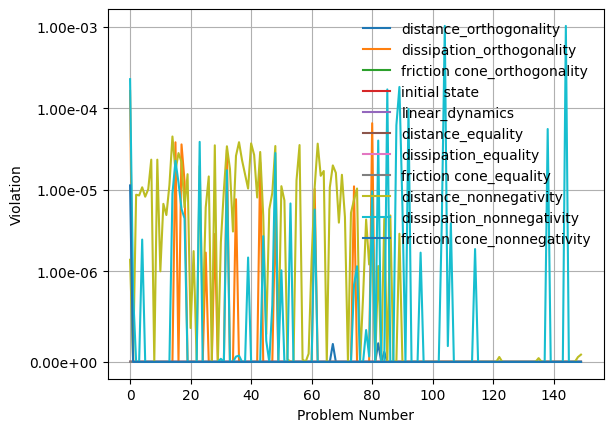 1.00e-03
1.00e-04
1.00e-05
1.00e-06
0.00e+00
Violation
0
20
40
60
80
100
120
140
Problem Number
distance_orthogonality
dissipation_orthogonality
friction cone_orthogonality
initial state
linear_dynamics
distance_equality
dissipation_equality
friction cone_equality
distance_nonnegativity
dissipation_nonnegativity
friction cone_nonnegativity